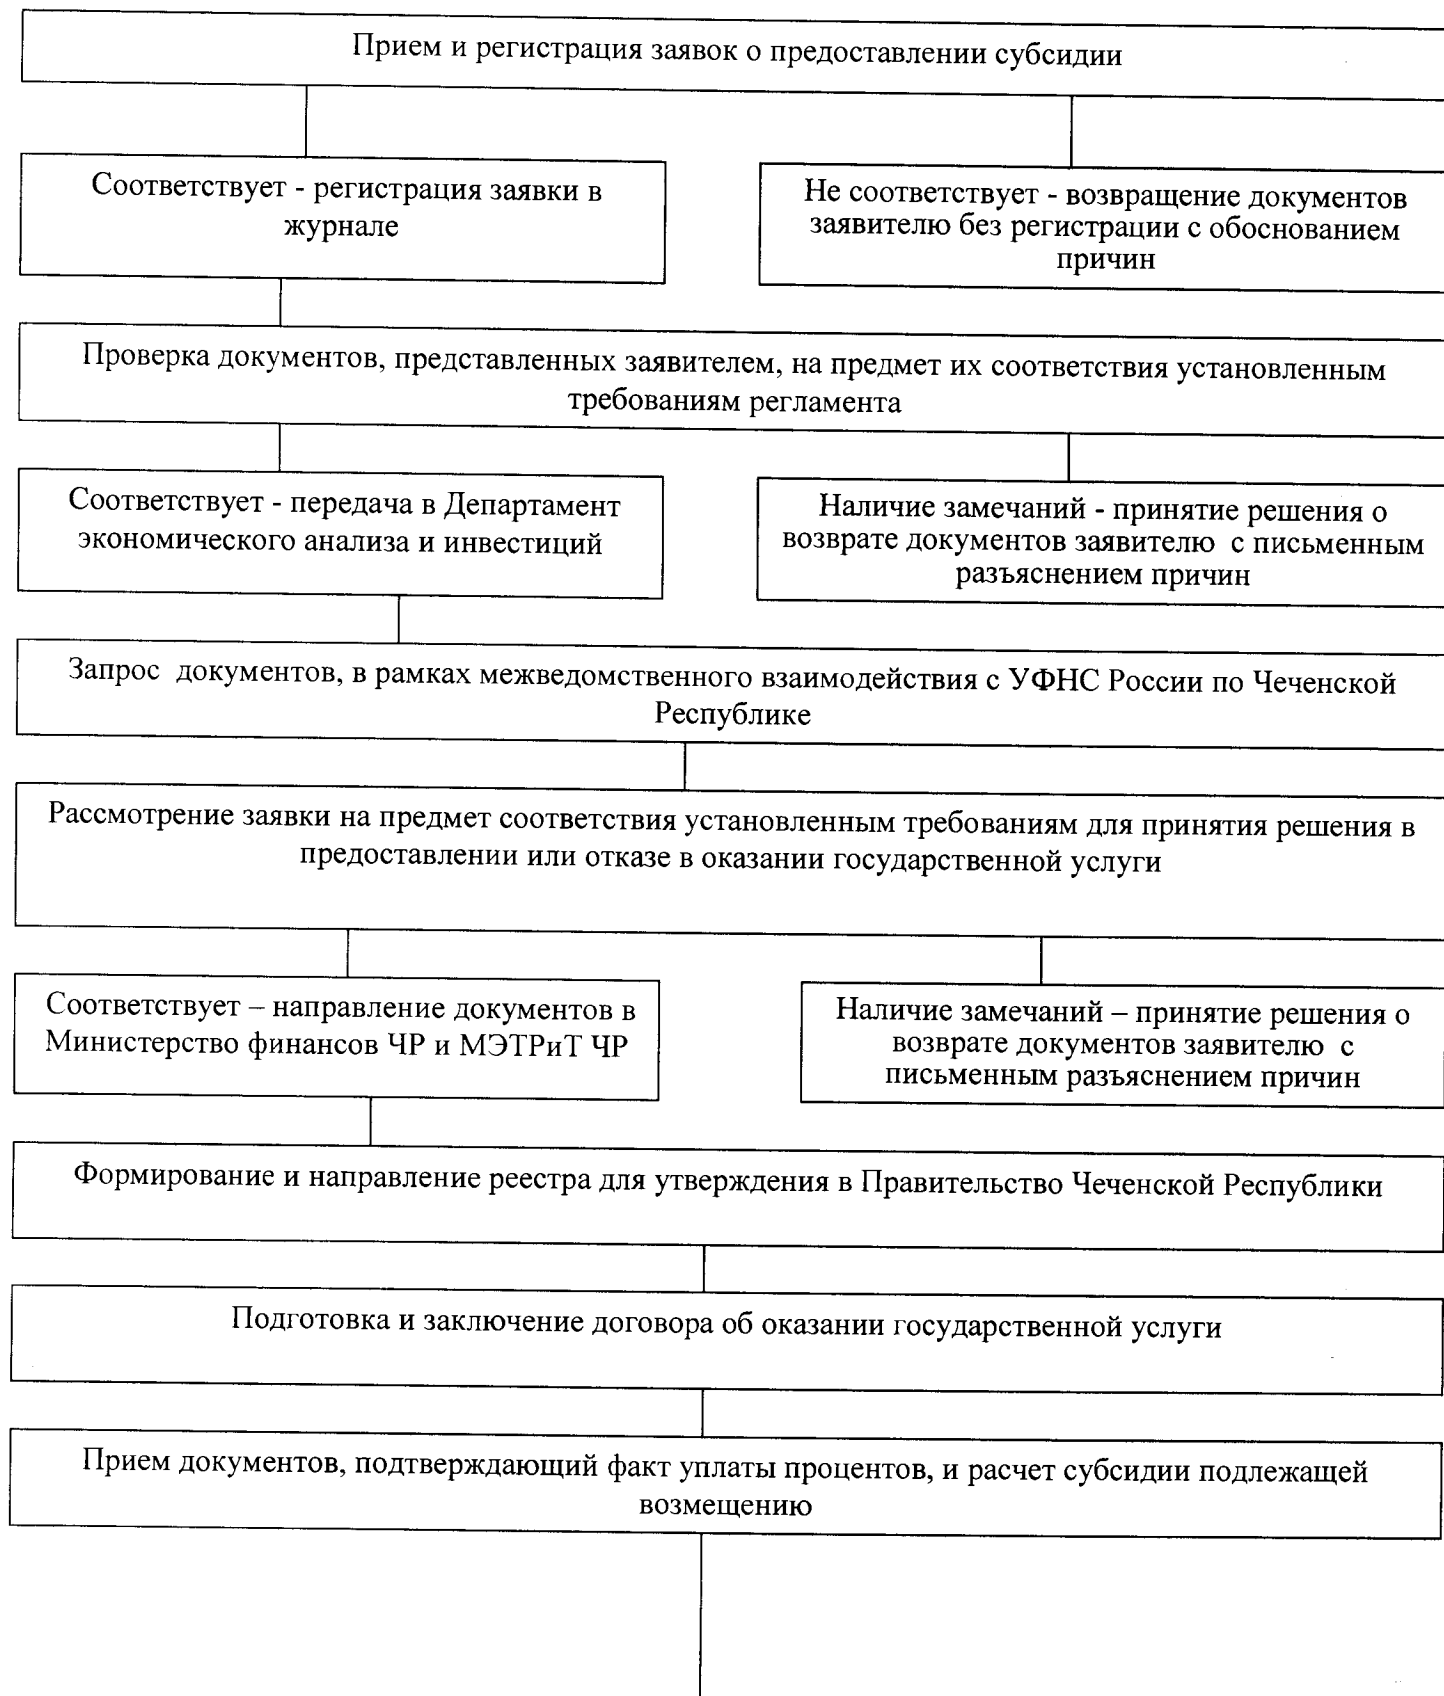 Прием и регистрация заявок о предоставлении субсидии
Соответствует - регистрация заявки в
журнале
Не соответствует - возвращение документов
заявителю без регистрации с обоснованием
причин
Проверка документов, представленных заявителем, на предмет их соответствия установленным
требованиям регламента
Соответствует - передача в Департамент
экономического анализа и инвестиций
Наличие замечаний - принятие решения о
возврате документов заявителю с письменным
разъяснением причин
Запрос документов, в рамках межведомственного взаимодействия с УФНС России по Чеченской
Республике
Рассмотрение заявки на предмет соответствия установленным требованиям для принятия решения в
предоставлении или отказе в оказании государственной услуги
Соответствует – направление документов в
Министерство финансов ЧР и МЭТРиТ ЧР
Наличие замечаний – принятие решения о
возврате документов заявителю с
письменным разъяснением причин
Формирование и направление реестра для утверждения в Правительство Чеченской Республики
Подготовка и заключение договора об оказании государственной услуги
Прием документов, подтверждающий факт уплаты процентов, и расчет субсидии подлежащей
возмещению